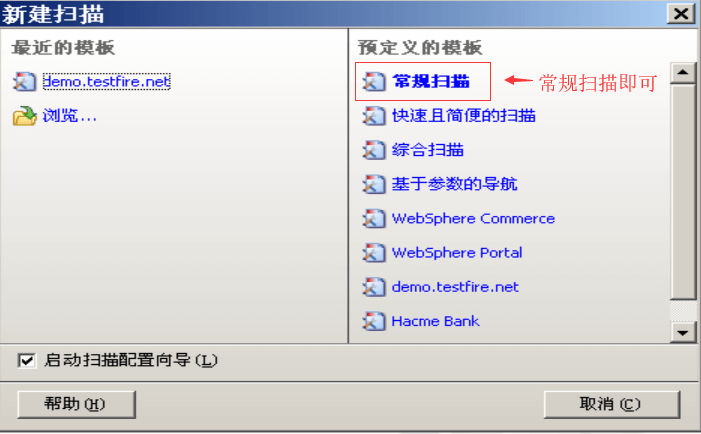 新建扫描
最近的模板
demo.testfire.net
浏览...
预定义的模板
常规扫描
常规扫描即可
快速且简便的扫描
综合扫描
基于参数的导航
WebSphere Commerce
WebSphere Portal
demo.testfire.net
Hacme Bank
启动扫描配置向导(L)
帮助(H)
取消(C)